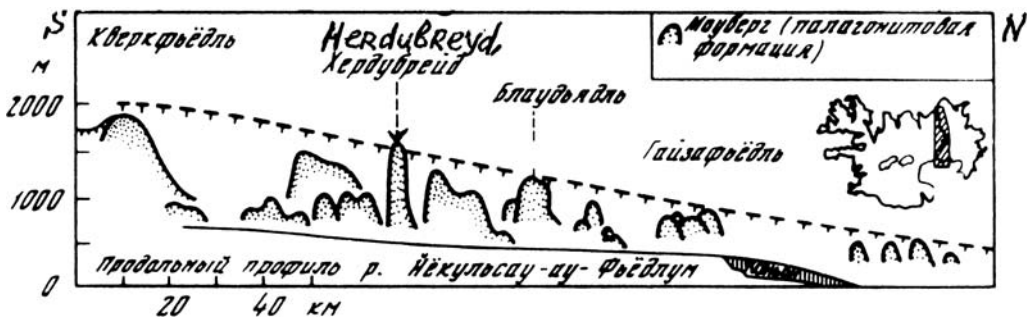 S
N
Кверкфьёдль
Herdubreyd,
Хердубрейд
Моуберг (палагонитовая
формация)
м
Блаудьядль
2000
Гайзафьёдль
1000
Продольный профиль р. Йёкульсау-ау-Фьёдлум
0
20 40 км